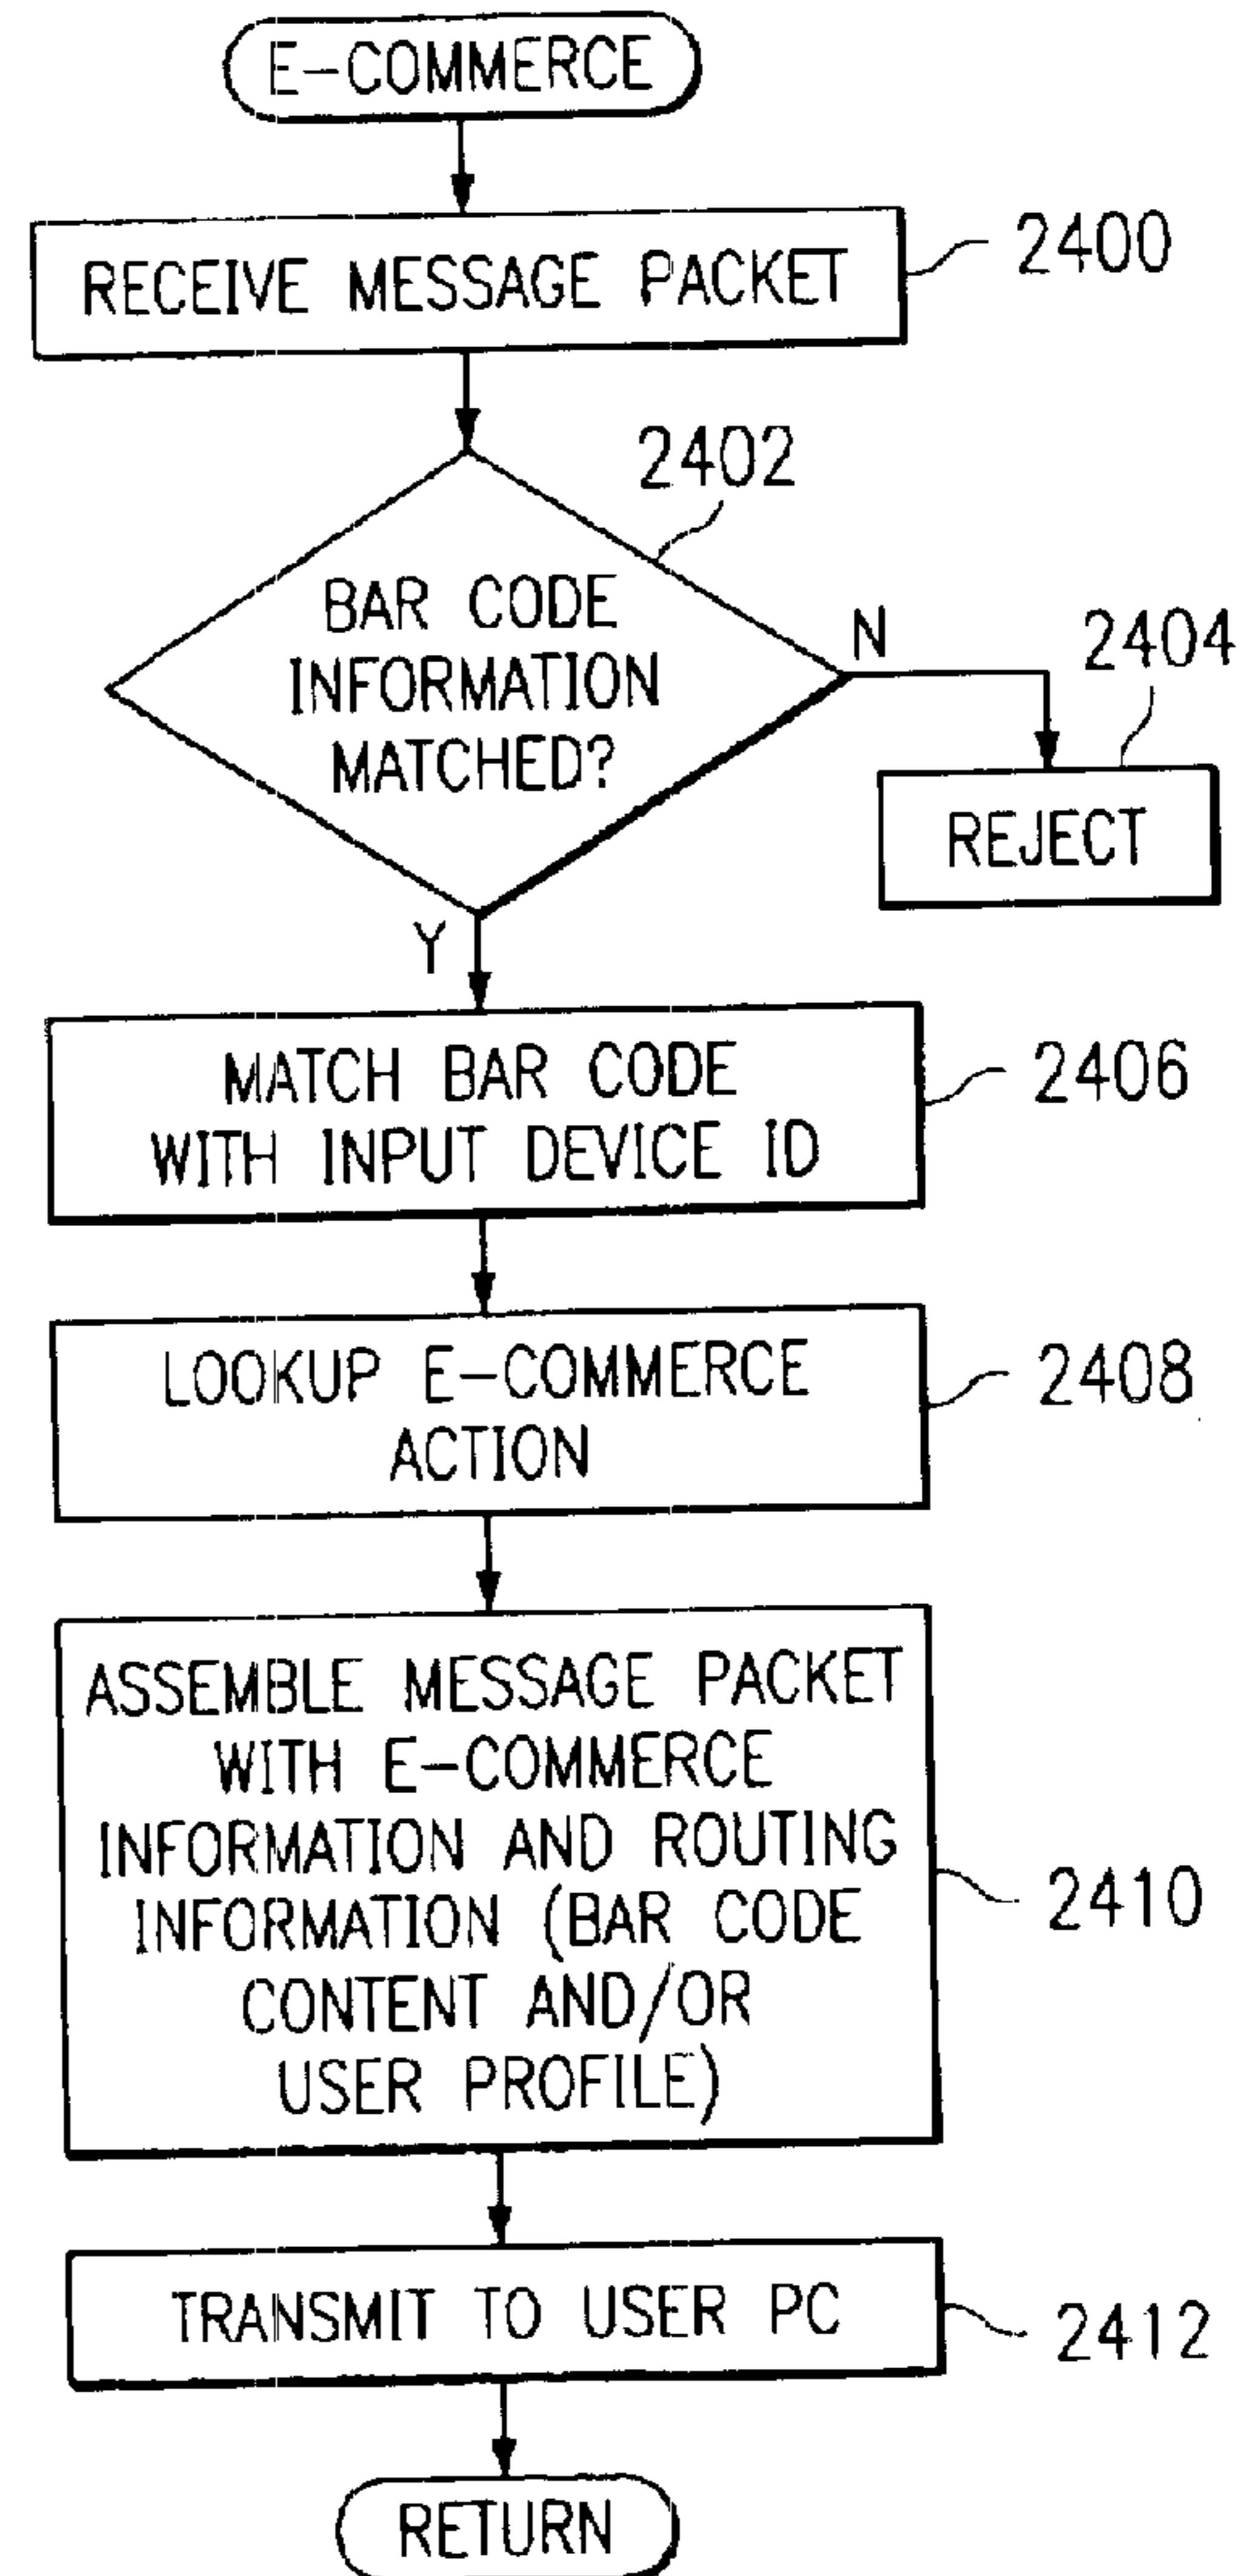 E-COMMERCE
RECEIVE MESSAGE PACKET
2400
2402
BAR CODE
INFORMATION
MATCHED?
N
2404
REJECT
Y
MATCH BAR CODE
WITH INPUT DEVICE ID
2406
LOOKUP E-COMMERCE
ACTION
2408
ASSEMBLE MESSAGE PACKET
WITH E-COMMERCE
INFORMATION AND ROUTING
INFORMATION (BAR CODE
CONTENT AND/OR
USER PROFILE)
2410
TRANSMIT TO USER PC
2412
RETURN